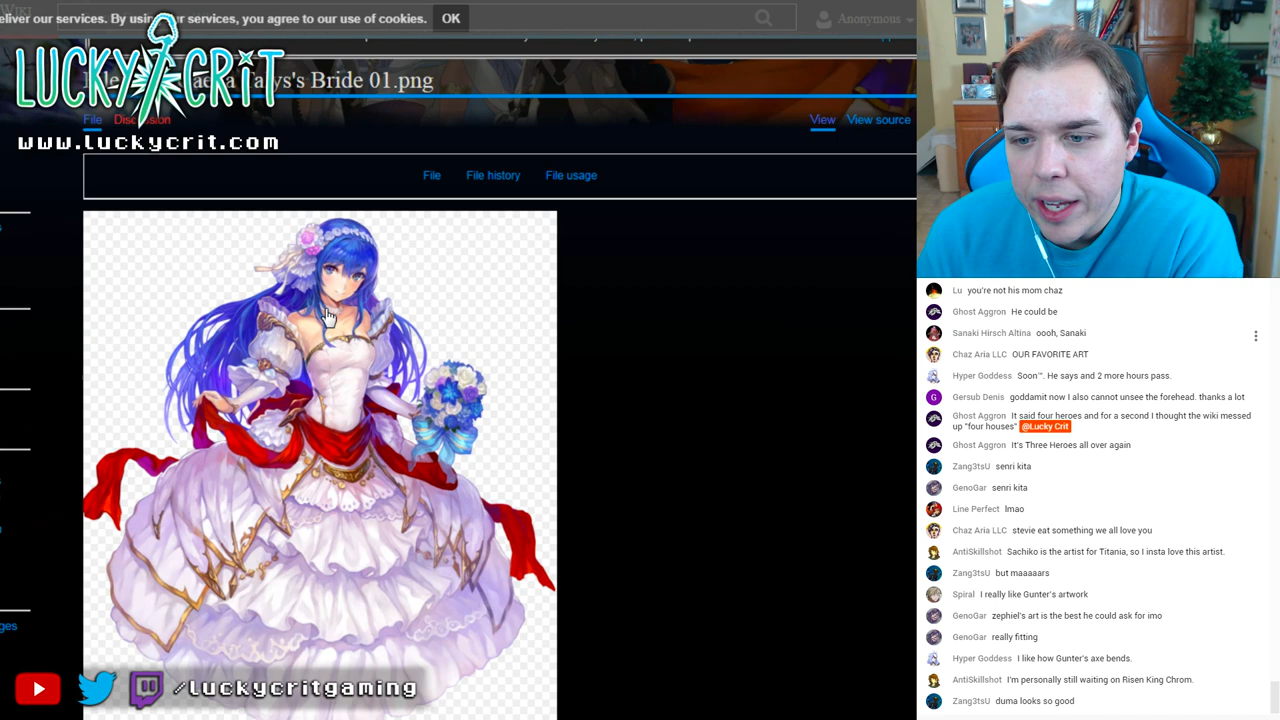 eliver our services. By usin
r services, you agree to our use of cookies.
OK
Anonymous
LUCKY CRIT
www.luckycrit.com
s's Bride 01.png
File
View
View source
File
File history
File usage
ges
/luckycritgaming
Lu you're not his mom chaz
Ghost Aggron He could be
Sanaki Hirsch Altina oooh, Sanaki
Chaz Aria LLC OUR FAVORITE ART
Hyper Goddess Soon™. He says and 2 more hours pass.
G
Gersub Denis goddamit now I also cannot unsee the forehead. thanks a lot
Ghost Aggron It said four heroes and for a second I thought the wiki messed
up "four houses" @Lucky Crit
Ghost Aggron It's Three Heroes all over again
Zang3tsU senri kita
GenoGar senri kita
Line Perfect lmao
Chaz Aria LLC stevie eat something we all love you
AntiSkillshot Sachiko is the artist for Titania, so I insta love this artist.
Zang3tsU but maaaaars
Spiral I really like Gunter's artwork
GenoGar zephiel's art is the best he could ask for imo
GenoGar really fitting
Hyper Goddess I like how Gunter's axe bends.
AntiSkillshot I'm personally still waiting on Risen King Chrom.
Zang3tsU duma looks so good